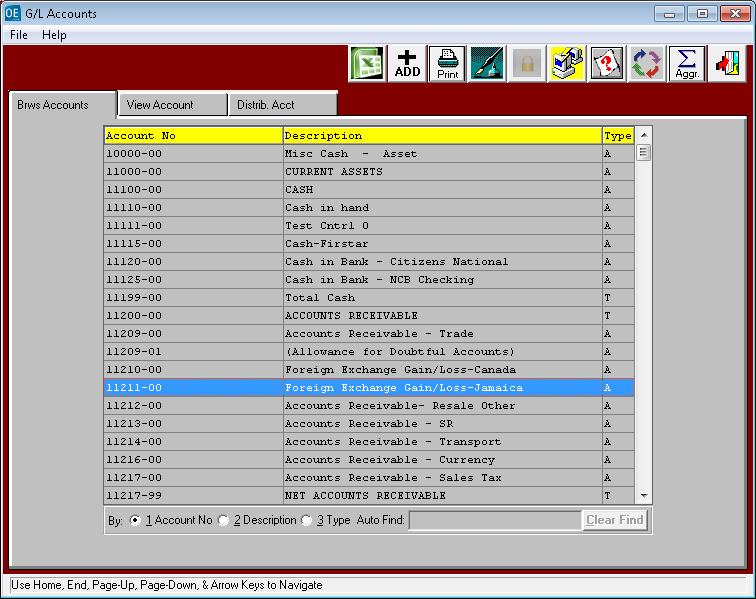 OE G/L Accounts
File Help
ADD Print Σ Aggr.
Brws Accounts View Account Distrib. Acct
Account No Description Type
10000-00 Misc Cash - Asset A
11000-00 CURRENT ASSETS A
11100-00 CASH A
11110-00 Cash in hand A
11111-00 Test Cntrl 0 A
11115-00 Cash-Firstar A
11120-00 Cash in Bank - Citizens National A
11125-00 Cash in Bank - NCB Checking A
11199-00 Total Cash T
11200-00 ACCOUNTS RECEIVABLE T
11209-00 Accounts Receivable - Trade A
11209-01 (Allowance for Doubtful Accounts) A
11210-00 Foreign Exchange Gain/Loss-Canada A
11211-00 Foreign Exchange Gain/Loss-Jamaica A
11212-00 Accounts Receivable- Resale Other A
11213-00 Accounts Receivable - SR A
11214-00 Accounts Receivable - Transport A
11216-00 Accounts Receivable - Currency A
11217-00 Accounts Receivable - Sales Tax A
11217-99 NET ACCOUNTS RECEIVABLE T
By: 1 Account No 2 Description 3 Type Auto Find: Clear Find
Use Home, End, Page-Up, Page-Down, & Arrow Keys to Navigate